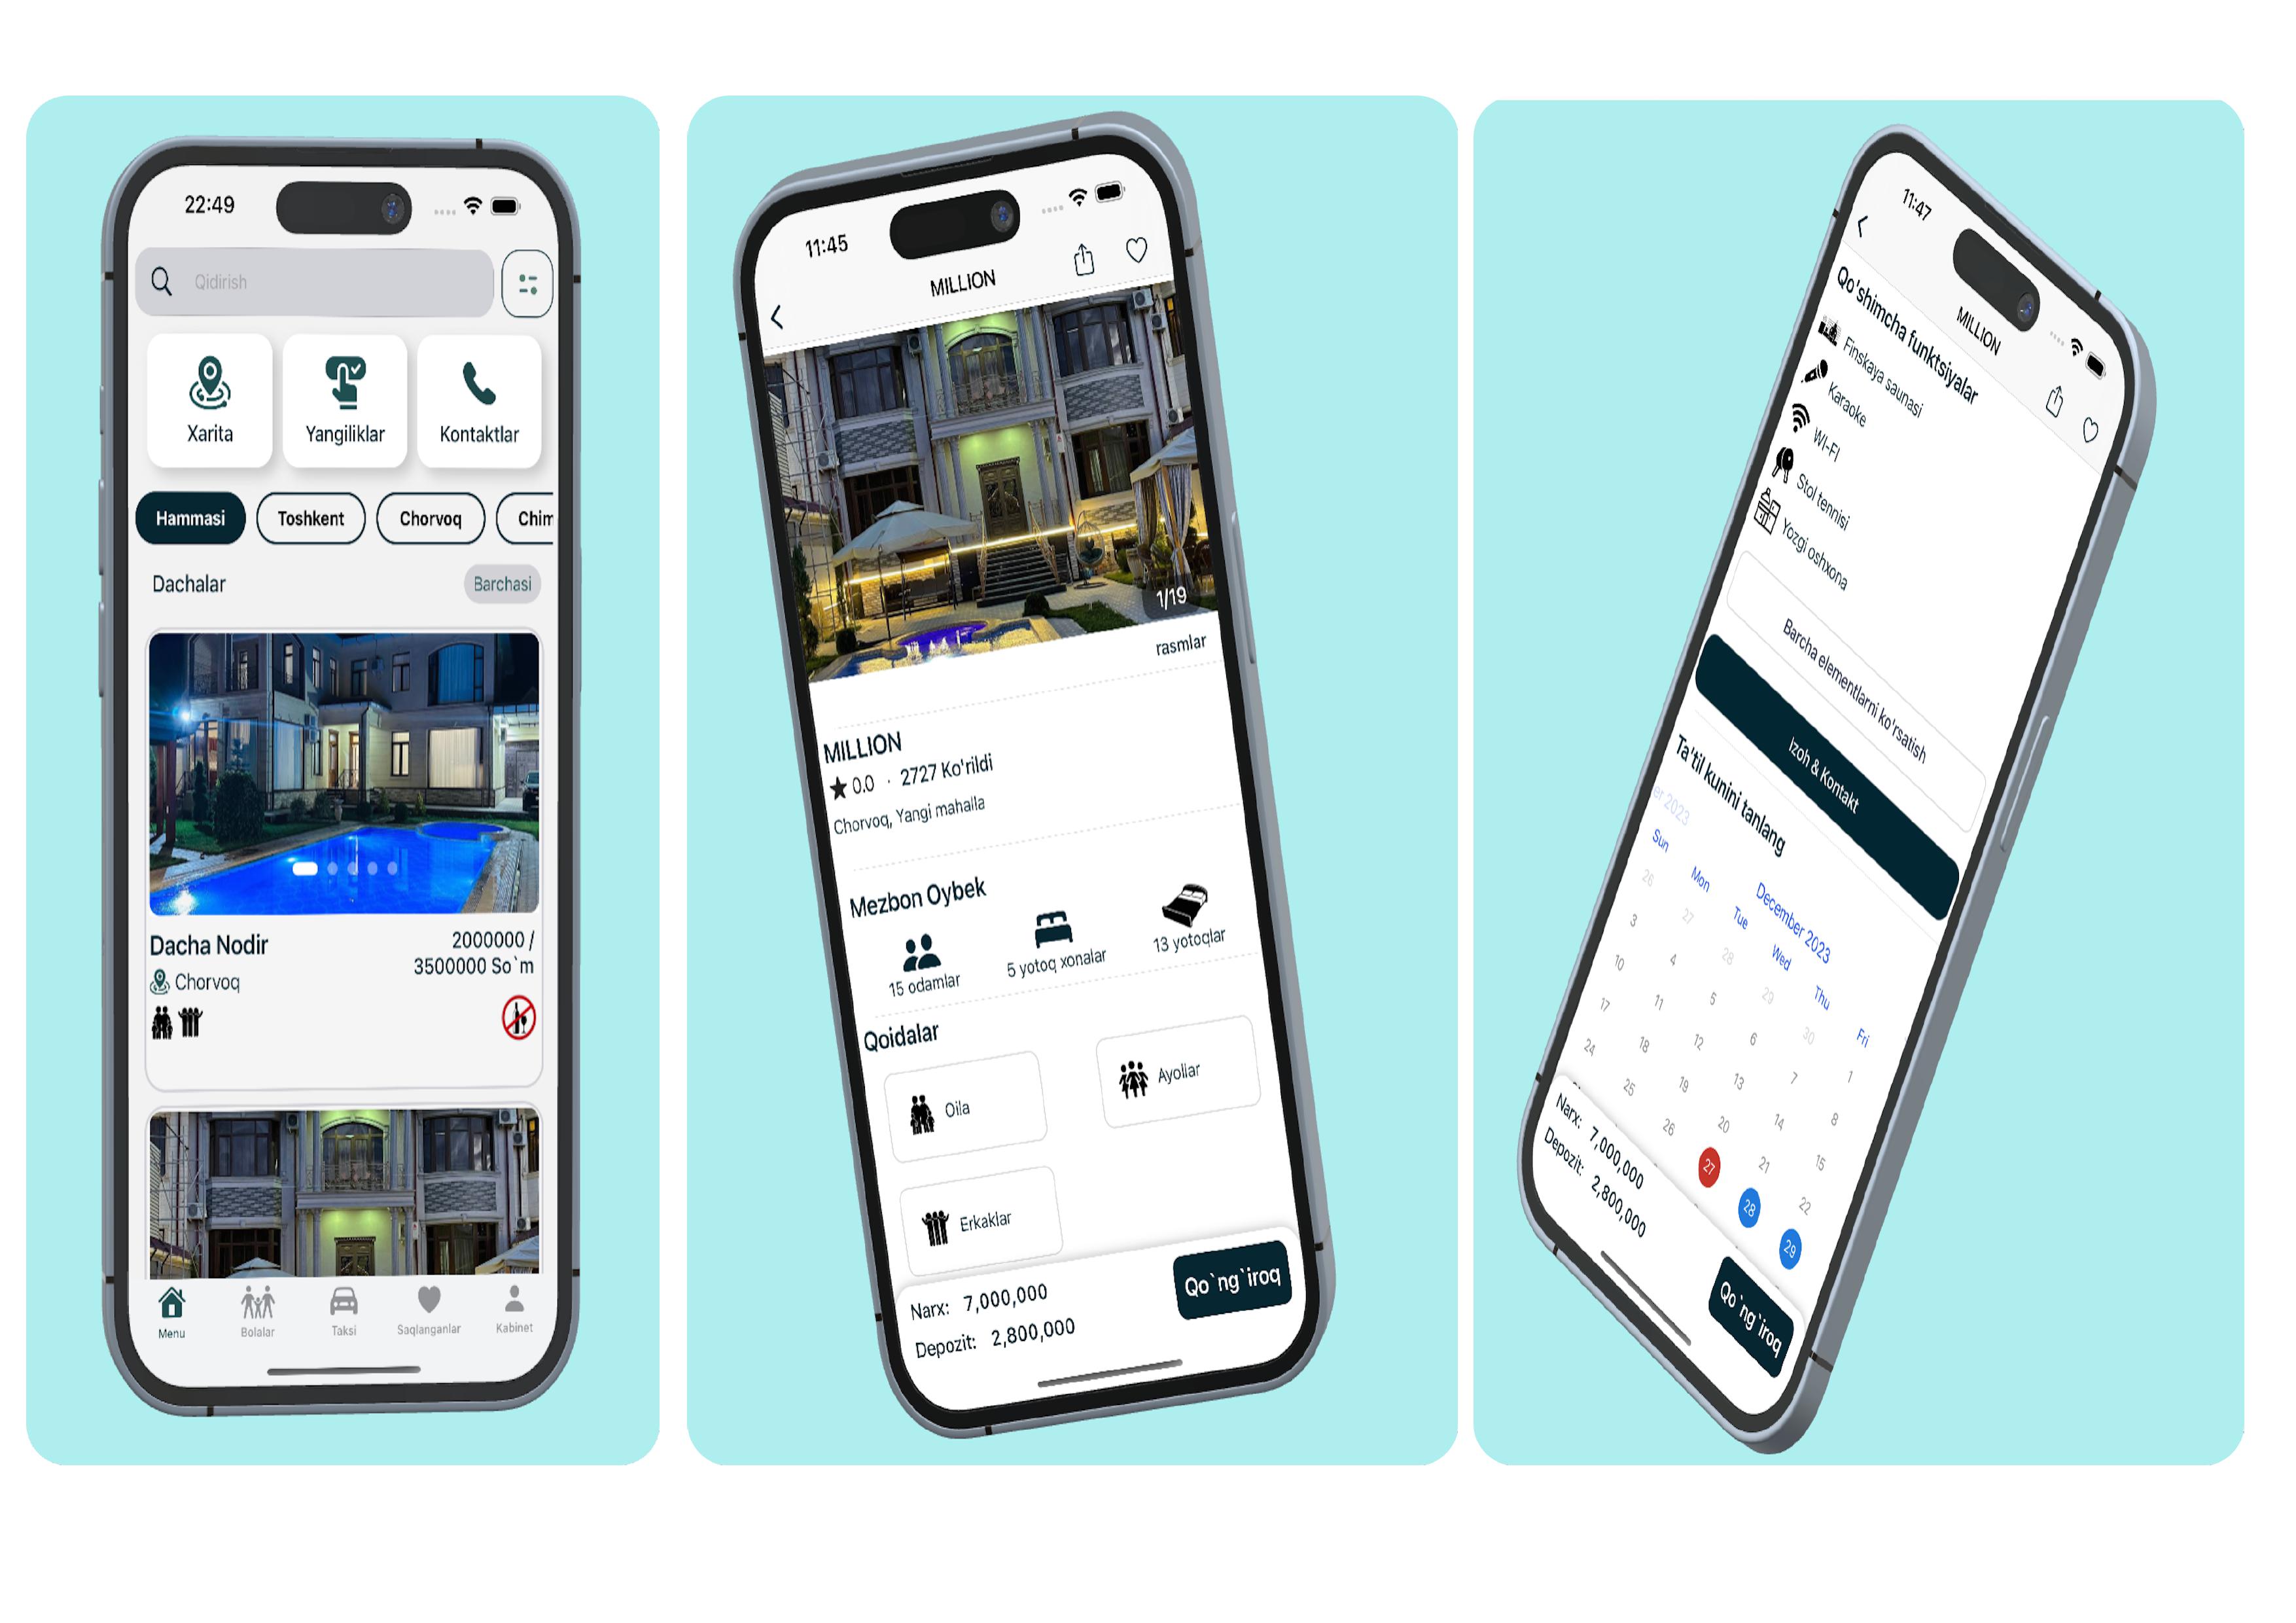 22:49
Qidirish
Xarita
Yangiliklar
Kontaktlar
Hammasi
Toshkent
Chorvoq
Chim
Dachalar
Barchasi
Dacha Nodir
2000000 /
3500000 So`m
Chorvoq
Menu
Bolalar
Taksi
Saqlanganlar
Kabinet
11:45
MILLION
1/19
rasmlar
MILLION
0.0 · 2727 Ko'rildi
Chorvoq, Yangi mahalla
Mezbon Oybek
15 odamlar
5 yotoq xonalar
13 yotoqlar
Qoidalar
Oila
Ayollar
Erkaklar
Narx: 7,000,000
Depozit: 2,800,000
Qo`ng`iroq
11:47
MILLION
Qo'shimcha funktsiyalar
Finskaya saunasi
Karaoke
WI-FI
Stol tennisi
Yozgi oshxona
Barcha elementlarni ko'rsatish
Izoh & Kontakt
Ta'til kunini tanlang
er 2023
December 2023
Sun Mon Tue Wed Thu Fri
26 27 28 29 30 1
3 4 5 6 7 8
10 11 12 13 14 15
17 18 19 20 21 22
24 25 26 27 28 29
Narx: 7,000,000
Depozit: 2,800,000
Qo`ng`iroq